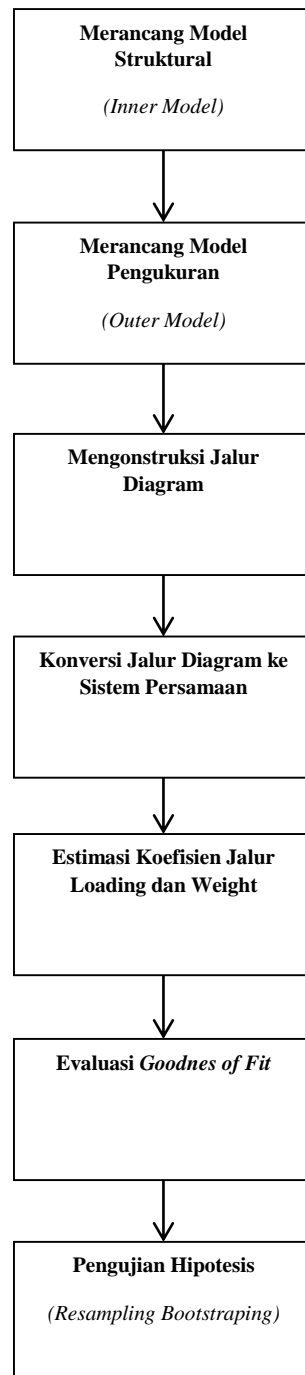 Merancang Model
Struktural
(Inner Model)
Merancang Model
Pengukuran
(Outer Model)
Mengonstruksi Jalur
Diagram
Konversi Jalur Diagram ke
Sistem Persamaan
Estimasi Koefisien Jalur
Loading dan Weight
Evaluasi Goodnes of Fit
Pengujian Hipotesis
(Resampling Bootstraping)